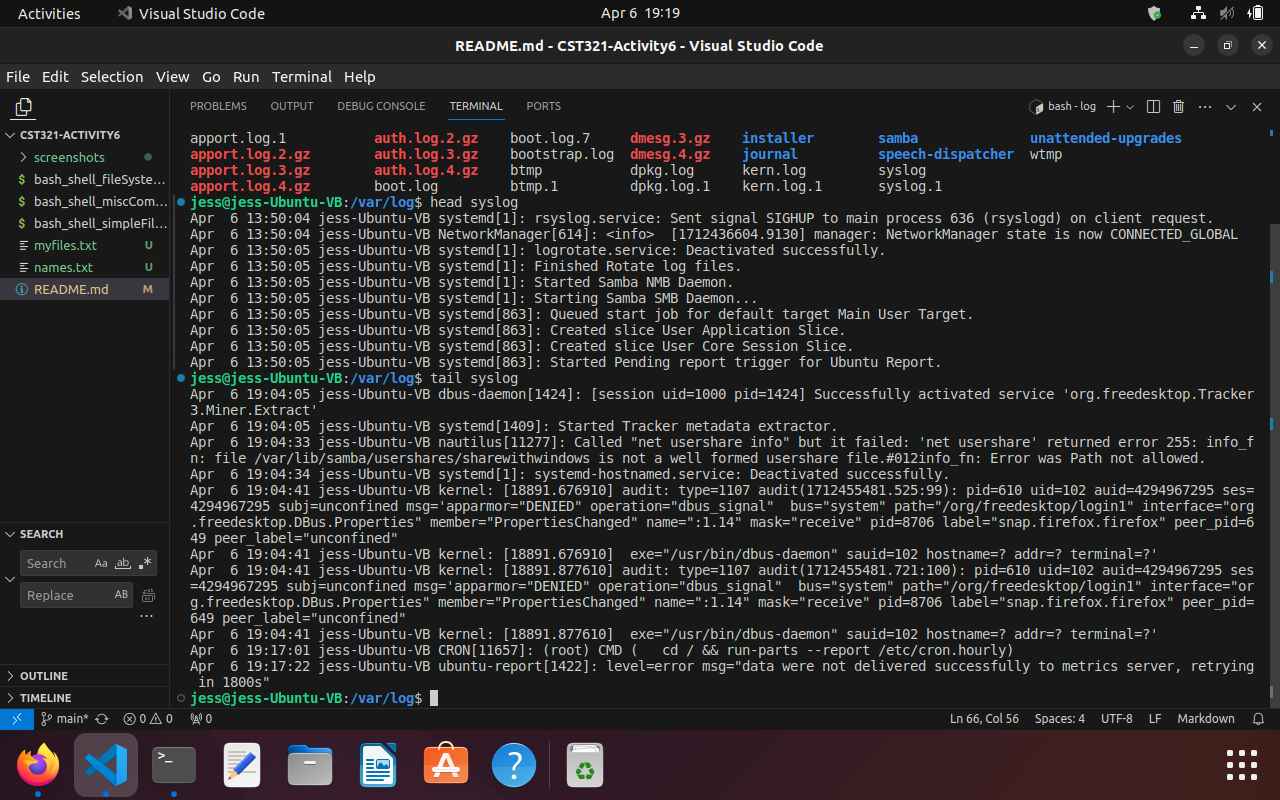 Activities
Visual Studio Code
Apr 6 19:19
README.md - CST321-Activity6 - Visual Studio Code
File Edit Selection View Go Run Terminal Help
PROBLEMS OUTPUT DEBUG CONSOLE TERMINAL PORTS
bash - log
CST321-ACTIVITY6
screenshots
$ bash_shell_fileSyste...
$ bash_shell_miscCom...
$ bash_shell_simpleFil...
myfiles.txt U
names.txt U
README.md M
SEARCH
Search Aa ab
Replace AB
OUTLINE
TIMELINE
apport.log.1 auth.log.2.gz boot.log.7 dmesg.3.gz installer samba unattended-upgrades
apport.log.2.gz auth.log.3.gz bootstrap.log dmesg.4.gz journal speech-dispatcher wtmp
apport.log.3.gz auth.log.4.gz btmp dpkg.log kern.log syslog
apport.log.4.gz boot.log btmp.1 dpkg.log.1 kern.log.1 syslog.1
jess@jess-Ubuntu-VB:/var/log$ head syslog
Apr  6 13:50:04 jess-Ubuntu-VB systemd[1]: rsyslog.service: Sent signal SIGHUP to main process 636 (rsyslogd) on client request.
Apr  6 13:50:04 jess-Ubuntu-VB NetworkManager[614]: <info>  [1712436604.9130] manager: NetworkManager state is now CONNECTED_GLOBAL
Apr  6 13:50:05 jess-Ubuntu-VB systemd[1]: logrotate.service: Deactivated successfully.
Apr  6 13:50:05 jess-Ubuntu-VB systemd[1]: Finished Rotate log files.
Apr  6 13:50:05 jess-Ubuntu-VB systemd[1]: Started Samba NMB Daemon.
Apr  6 13:50:05 jess-Ubuntu-VB systemd[1]: Starting Samba SMB Daemon...
Apr  6 13:50:05 jess-Ubuntu-VB systemd[863]: Queued start job for default target Main User Target.
Apr  6 13:50:05 jess-Ubuntu-VB systemd[863]: Created slice User Application Slice.
Apr  6 13:50:05 jess-Ubuntu-VB systemd[863]: Created slice User Core Session Slice.
Apr  6 13:50:05 jess-Ubuntu-VB systemd[863]: Started Pending report trigger for Ubuntu Report.
jess@jess-Ubuntu-VB:/var/log$ tail syslog
Apr  6 19:04:05 jess-Ubuntu-VB dbus-daemon[1424]: [session uid=1000 pid=1424] Successfully activated service 'org.freedesktop.Tracker
3.Miner.Extract'
Apr  6 19:04:05 jess-Ubuntu-VB systemd[1409]: Started Tracker metadata extractor.
Apr  6 19:04:33 jess-Ubuntu-VB nautilus[11277]: Called "net usershare info" but it failed: 'net usershare' returned error 255: info_f
n: file /var/lib/samba/usershares/sharewithwindows is not a well formed usershare file.#012info_fn: Error was Path not allowed.
Apr  6 19:04:34 jess-Ubuntu-VB systemd[1]: systemd-hostnamed.service: Deactivated successfully.
Apr  6 19:04:41 jess-Ubuntu-VB kernel: [18891.676910] audit: type=1107 audit(1712455481.525:99): pid=610 uid=102 auid=4294967295 ses=
4294967295 subj=unconfined msg='apparmor="DENIED" operation="dbus_signal"  bus="system" path="/org/freedesktop/login1" interface="org
.freedesktop.DBus.Properties" member="PropertiesChanged" name=":1.14" mask="receive" pid=8706 label="snap.firefox.firefox" peer_pid=6
49 peer_label="unconfined"
Apr  6 19:04:41 jess-Ubuntu-VB kernel: [18891.676910]  exe="/usr/bin/dbus-daemon" sauid=102 hostname=? addr=? terminal=?'
Apr  6 19:04:41 jess-Ubuntu-VB kernel: [18891.877610] audit: type=1107 audit(1712455481.721:100): pid=610 uid=102 auid=4294967295 ses
=4294967295 subj=unconfined msg='apparmor="DENIED" operation="dbus_signal"  bus="system" path="/org/freedesktop/login1" interface="or
g.freedesktop.DBus.Properties" member="PropertiesChanged" name=":1.14" mask="receive" pid=8706 label="snap.firefox.firefox" peer_pid=
649 peer_label="unconfined"
Apr  6 19:04:41 jess-Ubuntu-VB kernel: [18891.877610]  exe="/usr/bin/dbus-daemon" sauid=102 hostname=? addr=? terminal=?'
Apr  6 19:17:01 jess-Ubuntu-VB CRON[11657]: (root) CMD (   cd / && run-parts --report /etc/cron.hourly)
Apr  6 19:17:22 jess-Ubuntu-VB ubuntu-report[1422]: level=error msg="data were not delivered successfully to metrics server, retrying
 in 1800s"
jess@jess-Ubuntu-VB:/var/log$
main* 0 0 0
Ln 66, Col 56 Spaces: 4 UTF-8 LF Markdown